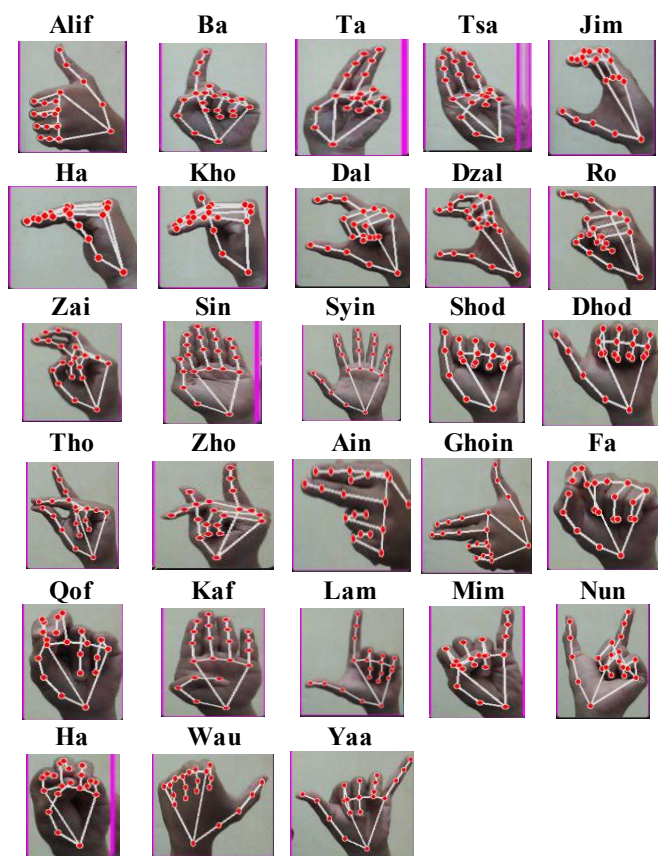 Alif Ba Ta Tsa Jim
Ha Kho Dal Dzal Ro
Zai Sin Syin Shod Dhod
Tho Zho Ain Ghoin Fa
Qof Kaf Lam Mim Nun
Ha Wau Yaa